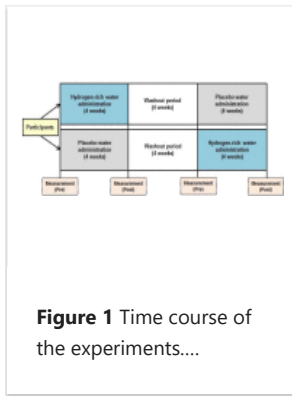 Hydrogen-rich water
administration
(4 weeks)
Washout period
(4 weeks)
Placebo water
administration
(4 weeks)
Participants
Placebo water
administration
(4 weeks)
Washout period
(4 weeks)
Hydrogen-rich water
administration
(4 weeks)
Measurement
(Pre)
Measurement
(Post)
Measurement
(Pre)
Measurement
(Post)
Figure 1 Time course of
the experiments....